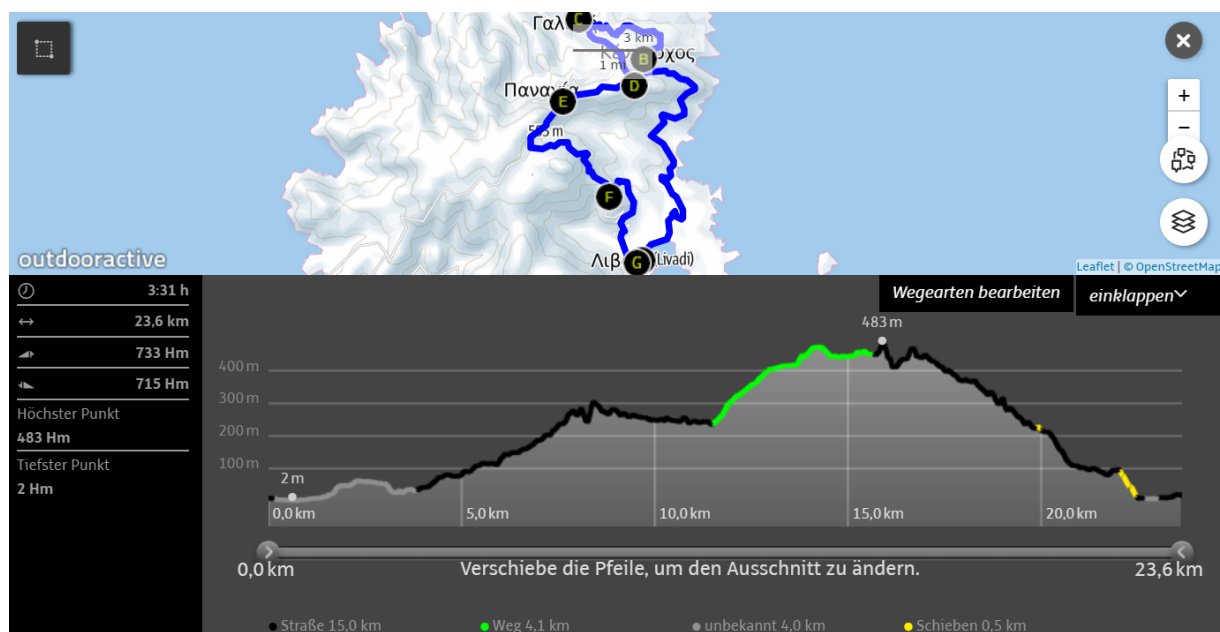 Γαλ
C
3 km
1 mi
B
ρχος
D
Παναγία
E
F
Λιβ
G
(Livadi)
+
−
outdooractive
Leaflet | © OpenStreetMap
3:31 h
23,6 km
733 Hm
715 Hm
Höchster Punkt
483 Hm
Tiefster Punkt
2 Hm
Wegearten bearbeiten
einklappen
483 m
400 m
300 m
200 m
100 m
2 m
0,0 km
5,0 km
10,0 km
15,0 km
20,0 km
0,0 km
Verschiebe die Pfeile, um den Ausschnitt zu ändern.
23,6 km
Straße 15,0 km
Weg 4,1 km
unbekannt 4,0 km
Schieben 0,5 km